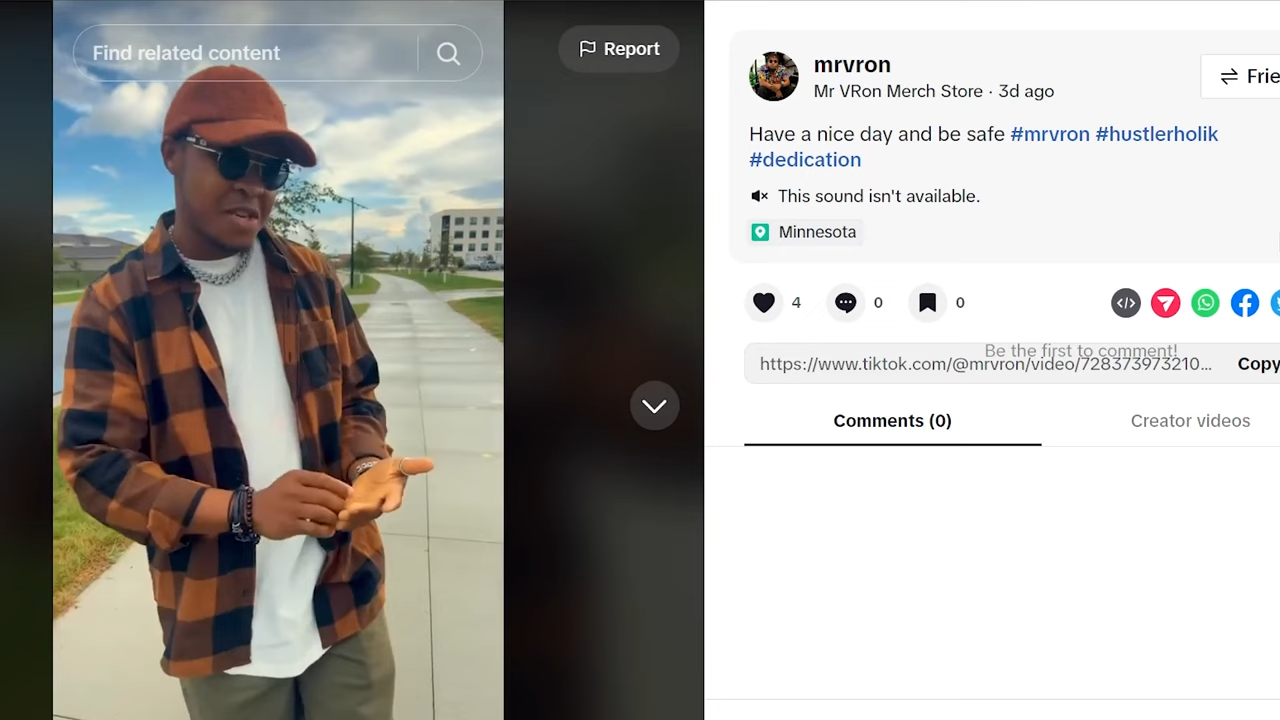 Find related content
Report
mrvron
Mr VRon Merch Store · 3d ago
Frie
Have a nice day and be safe #mrvron #hustlerholik
#dedication
This sound isn't available.
Minnesota
4
0
0
Be the first to comment!
https://www.tiktok.com/@mrvron/video/728373973210...
Copy
Comments (0)
Creator videos